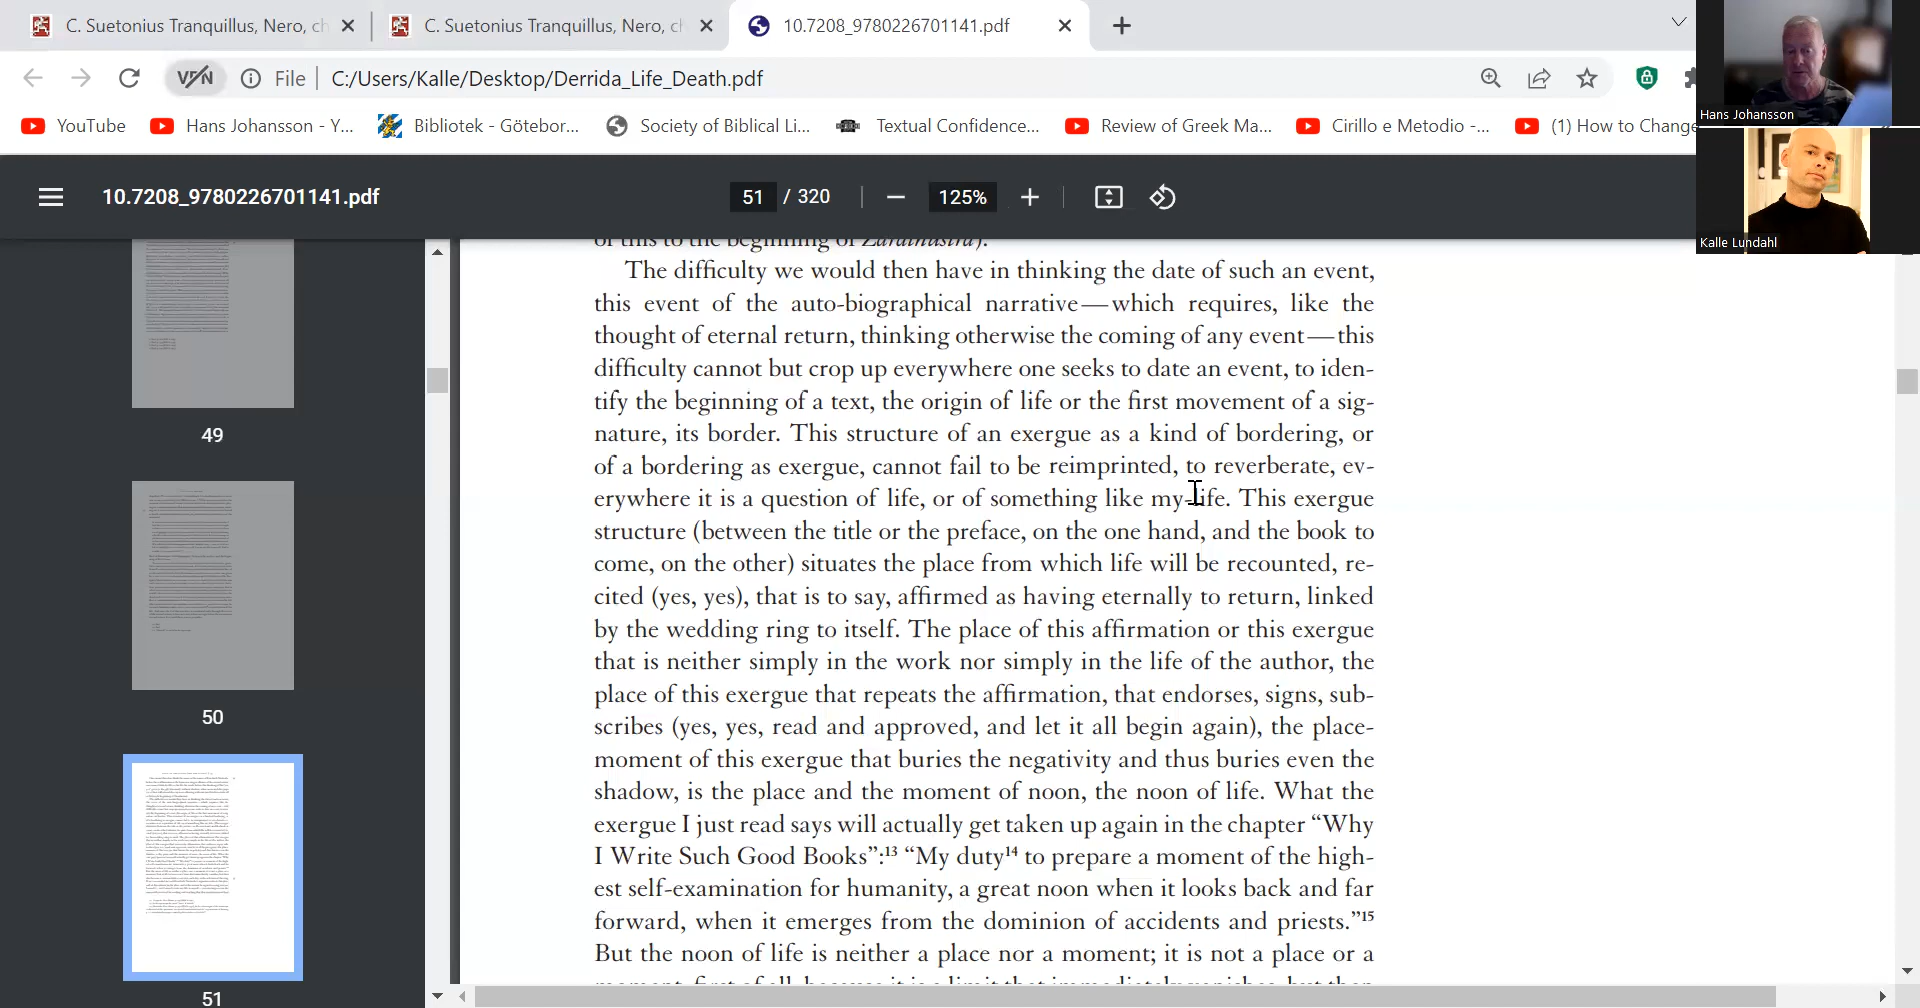 C. Suetonius Tranquillus, Nero, ch
C. Suetonius Tranquillus, Nero, ch
10.7208_9780226701141.pdf
VPN
File
C:/Users/Kalle/Desktop/Derrida_Life_Death.pdf
YouTube
Hans Johansson - Y...
Bibliotek - Götebor...
Society of Biblical Li...
Textual Confidence...
Review of Greek Ma...
Cirillo e Metodio -...
(1) How to Change
Hans Johansson
Kalle Lundahl
10.7208_9780226701141.pdf
51 / 320
125%
49
50
51
of this to the beginning of Zarathustra).
The difficulty we would then have in thinking the date of such an event,
this event of the auto-biographical narrative—which requires, like the
thought of eternal return, thinking otherwise the coming of any event—this
difficulty cannot but crop up everywhere one seeks to date an event, to iden-
tify the beginning of a text, the origin of life or the first movement of a sig-
nature, its border. This structure of an exergue as a kind of bordering, or
of a bordering as exergue, cannot fail to be reimprinted, to reverberate, ev-
erywhere it is a question of life, or of something like my-life. This exergue
structure (between the title or the preface, on the one hand, and the book to
come, on the other) situates the place from which life will be recounted, re-
cited (yes, yes), that is to say, affirmed as having eternally to return, linked
by the wedding ring to itself. The place of this affirmation or this exergue
that is neither simply in the work nor simply in the life of the author, the
place of this exergue that repeats the affirmation, that endorses, signs, sub-
scribes (yes, yes, read and approved, and let it all begin again), the place-
moment of this exergue that buries the negativity and thus buries even the
shadow, is the place and the moment of noon, the noon of life. What the
exergue I just read says will actually get taken up again in the chapter “Why
I Write Such Good Books”:¹³ “My duty¹⁴ to prepare a moment of the high-
est self-examination for humanity, a great noon when it looks back and far
forward, when it emerges from the dominion of accidents and priests.”¹⁵
But the noon of life is neither a place nor a moment; it is not a place or a